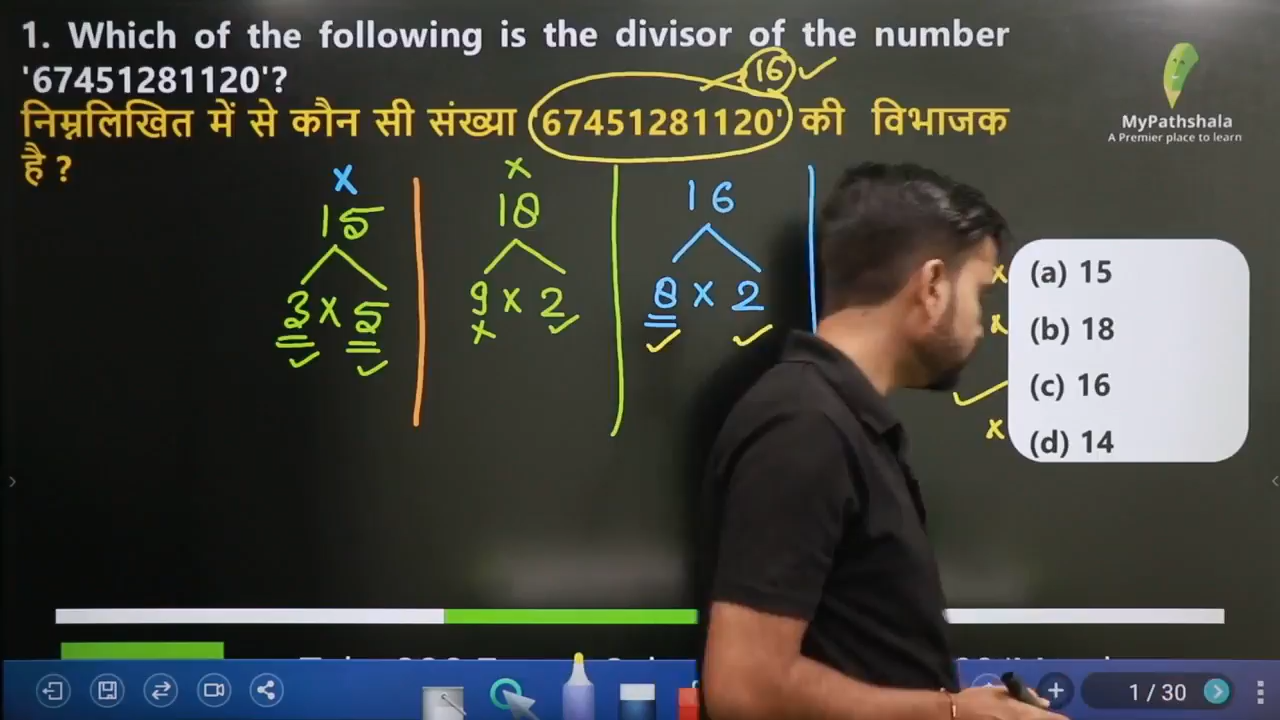 1. Which of the following is the divisor of the number
'67451281120'?
निम्नलिखित में से कौन सी संख्या '67451281120' की विभाजक
है ?
16
MyPathshala
A Premier place to learn
x
15
3 x 5
x
18
9 x 2
x
16
8 x 2
x
(a) 15
x
(b) 18
(c) 16
x
(d) 14
1 / 30